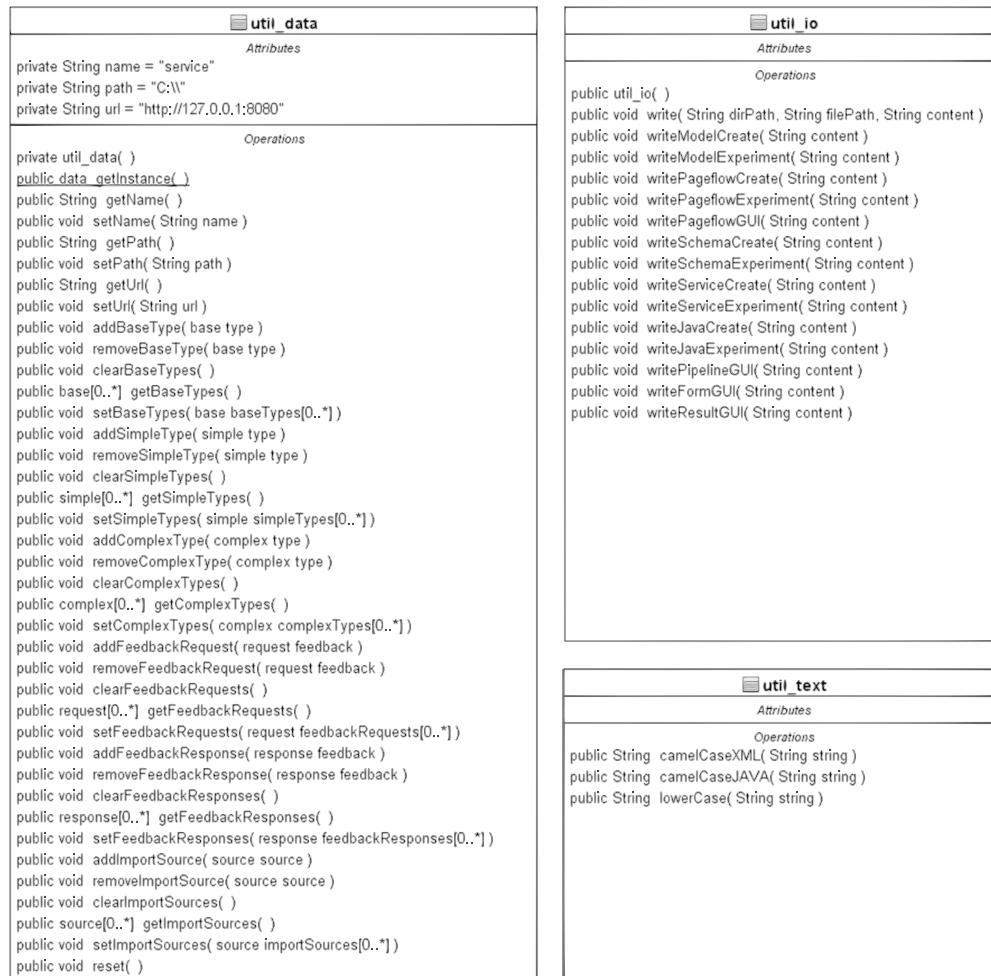 util_data
Attributes
private String name = "service"
private String path = "C:\\"
private String url = "http://127.0.0.1:8080"
Operations
private util_data( )
public data getInstance( )
public String getName( )
public void setName( String name )
public String getPath( )
public void setPath( String path )
public String getUrl( )
public void setUrl( String url )
public void addBaseType( base type )
public void removeBaseType( base type )
public void clearBaseTypes( )
public base[0..*] getBaseTypes( )
public void setBaseTypes( base baseTypes[0..*] )
public void addSimpleType( simple type )
public void removeSimpleType( simple type )
public void clearSimpleTypes( )
public simple[0..*] getSimpleTypes( )
public void setSimpleTypes( simple simpleTypes[0..*] )
public void addComplexType( complex type )
public void removeComplexType( complex type )
public void clearComplexTypes( )
public complex[0..*] getComplexTypes( )
public void setComplexTypes( complex complexTypes[0..*] )
public void addFeedbackRequest( request feedback )
public void removeFeedbackRequest( request feedback )
public void clearFeedbackRequests( )
public request[0..*] getFeedbackRequests( )
public void setFeedbackRequests( request feedbackRequests[0..*] )
public void addFeedbackResponse( response feedback )
public void removeFeedbackResponse( response feedback )
public void clearFeedbackResponses( )
public response[0..*] getFeedbackResponses( )
public void setFeedbackResponses( response feedbackResponses[0..*] )
public void addImportSource( source source )
public void removeImportSource( source source )
public void clearImportSources( )
public source[0..*] getImportSources( )
public void setImportSources( source importSources[0..*] )
public void reset( )
util_io
Attributes
Operations
public util_io( )
public void write( String dirPath, String filePath, String content )
public void writeModelCreate( String content )
public void writeModelExperiment( String content )
public void writePageflowCreate( String content )
public void writePageflowExperiment( String content )
public void writePageflowGUI( String content )
public void writeSchemaCreate( String content )
public void writeSchemaExperiment( String content )
public void writeServiceCreate( String content )
public void writeServiceExperiment( String content )
public void writeJavaCreate( String content )
public void writeJavaExperiment( String content )
public void writePipelineGUI( String content )
public void writeFormGUI( String content )
public void writeResultGUI( String content )
util_text
Attributes
Operations
public String camelCaseXML( String string )
public String camelCaseJAVA( String string )
public String lowerCase( String string )